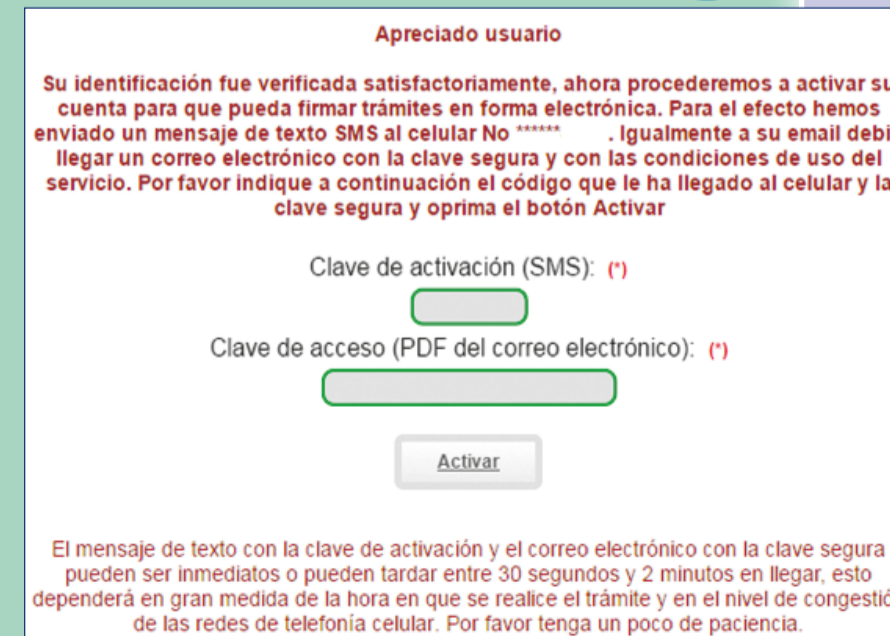 Apreciado usuario
Su identificación fue verificada satisfactoriamente, ahora procederemos a activar su
cuenta para que pueda firmar trámites en forma electrónica. Para el efecto hemos
enviado un mensaje de texto SMS al celular No ****** . Igualmente a su email debi
llegar un correo electrónico con la clave segura y con las condiciones de uso del
servicio. Por favor indique a continuación el código que le ha llegado al celular y la
clave segura y oprima el botón Activar
Clave de activación (SMS): (*)
Clave de acceso (PDF del correo electrónico): (*)
Activar
El mensaje de texto con la clave de activación y el correo electrónico con la clave segura
pueden ser inmediatos o pueden tardar entre 30 segundos y 2 minutos en llegar, esto
dependerá en gran medida de la hora en que se realice el trámite y en el nivel de congestió
de las redes de telefonía celular. Por favor tenga un poco de paciencia.